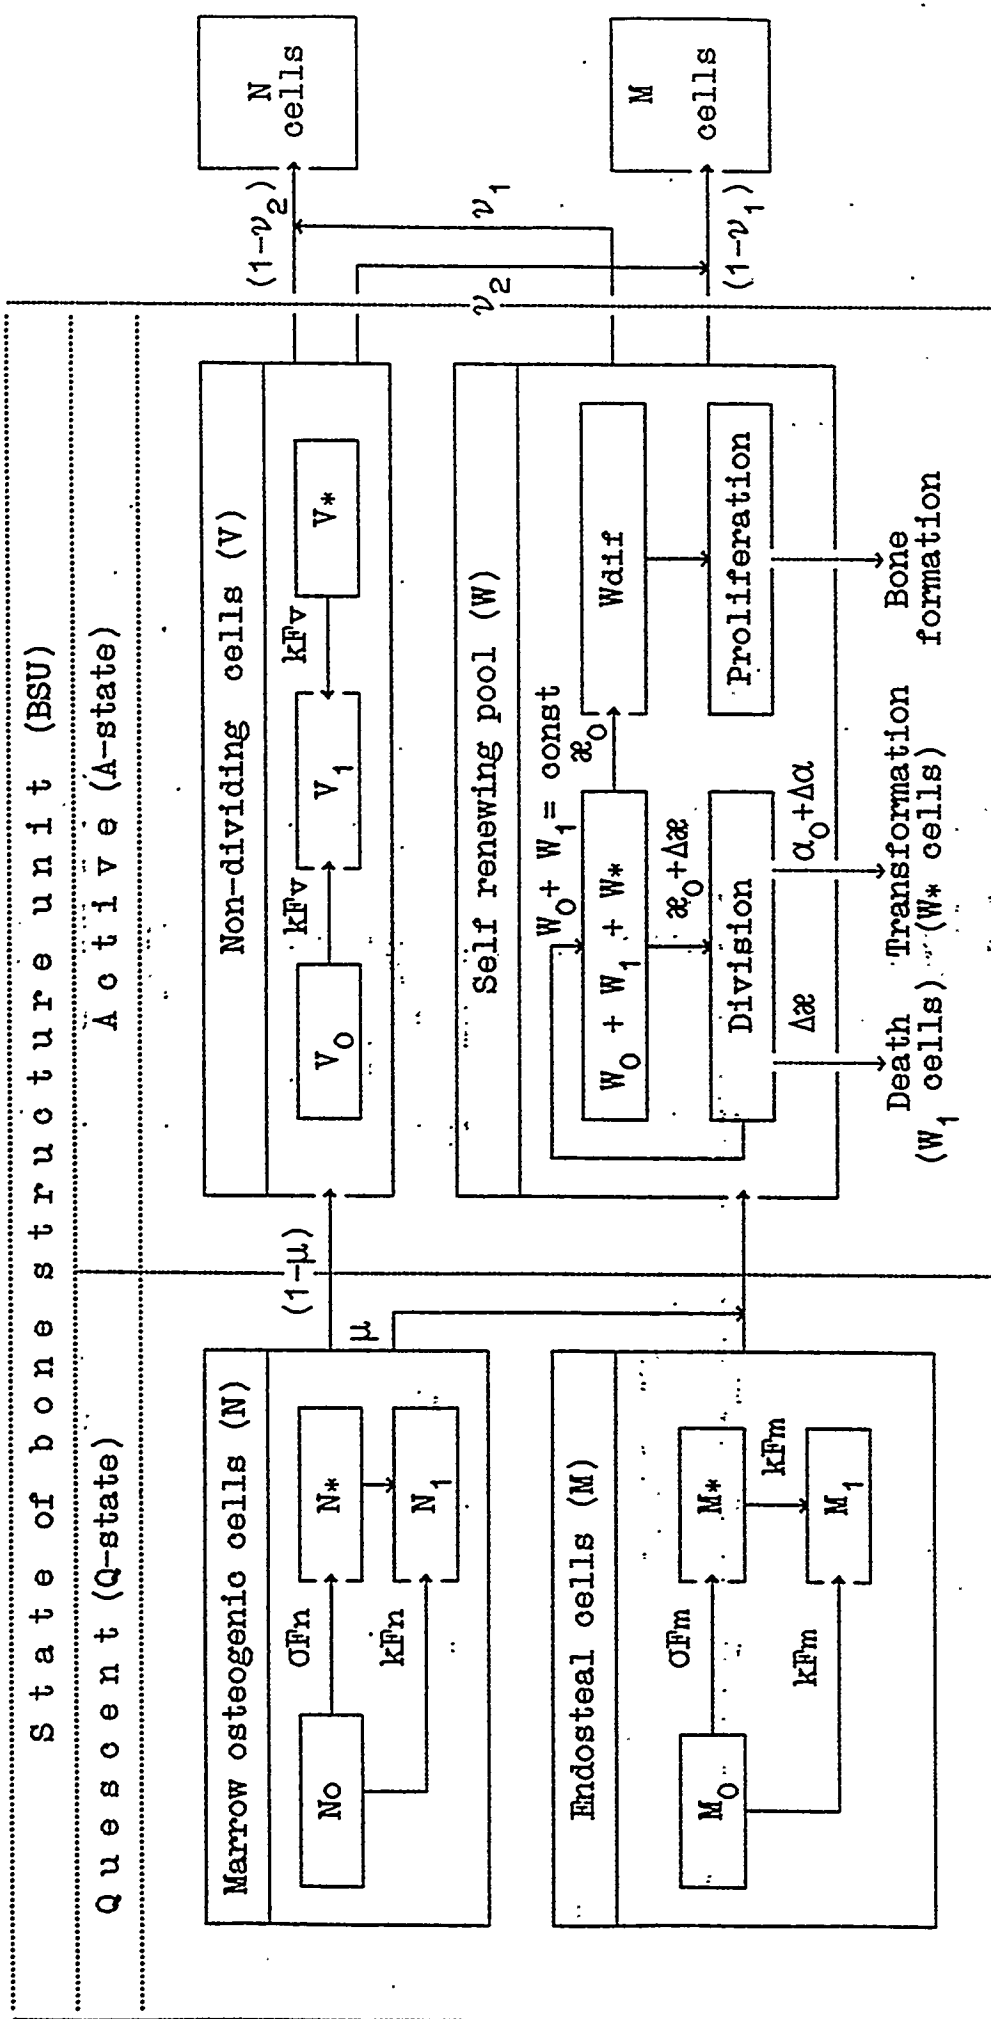 State of bone structure unit (BSU)
Quescent (Q-state)
Active (A-state)
Marrow osteogenic cells (N)
No
σFn
kFn
N*
N₁
Endosteal cells (M)
M₀
σFm
kFm
M*
kFm
M₁
(1-μ)
μ
Non-dividing cells (V)
V₀
kFv
V₁
kFv
V*
Self renewing pool (W)
W₀+ W₁= const
W₀ + W₁ + W*
æ₀
Wdif
æ₀+Δæ
Division
Proliferation
Δæ
α₀+Δα
Death
(W₁ cells)
Transformation
(W* cells)
Bone
formation
(1-ν₂)
ν₁
ν₂
(1-ν₁)
N
cells
M
cells